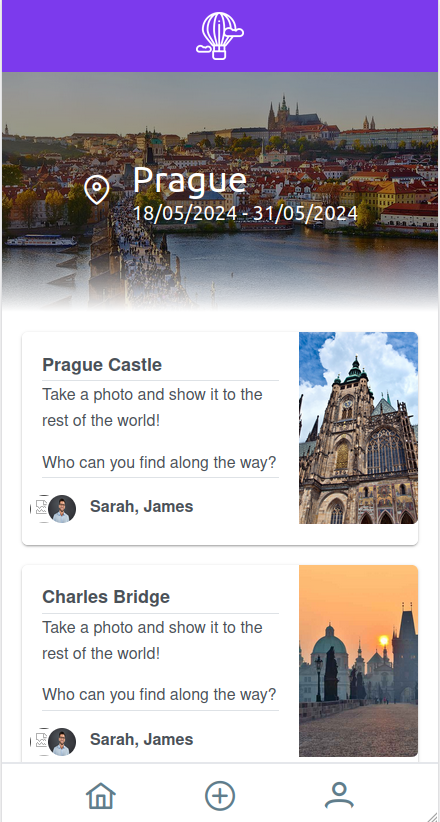 Prague
18/05/2024 - 31/05/2024
Prague Castle
Take a photo and show it to the
rest of the world!
Who can you find along the way?
Sarah, James
Charles Bridge
Take a photo and show it to the
rest of the world!
Who can you find along the way?
Sarah, James